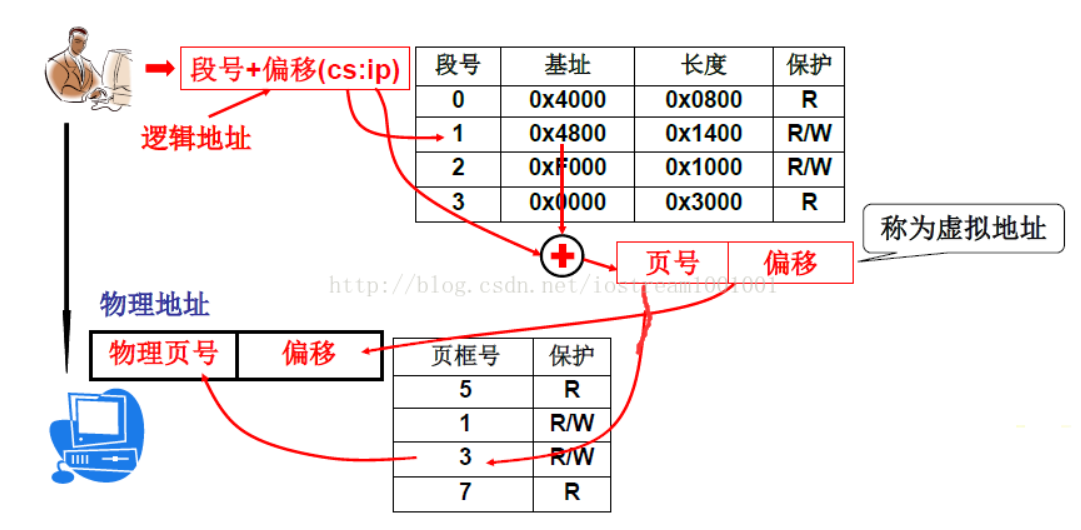 段号+偏移(cs:ip)
逻辑地址
段号 基址 长度 保护
0 0x4000 0x0800 R
1 0x4800 0x1400 R/W
2 0xF000 0x1000 R/W
3 0x0000 0x3000 R
称为虚拟地址
页号 偏移
http://blog.csdn.net/iostream1001001
物理地址
物理页号 偏移
页框号 保护
5 R
1 R/W
3 R/W
7 R